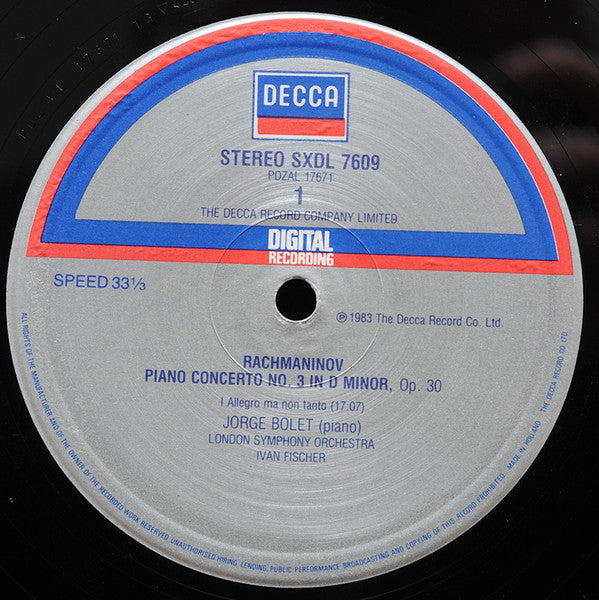 DECCA
STEREO SXDL 7609
PDZAL 17671
1
THE DECCA RECORD COMPANY LIMITED
DIGITAL
RECORDING
SPEED 33⅓
℗ 1983 The Decca Record Co. Ltd.
RACHMANINOV
PIANO CONCERTO NO. 3 IN D MINOR, Op. 30
I Allegro ma non tanto (17:07)
JORGE BOLET (piano)
LONDON SYMPHONY ORCHESTRA
IVAN FISCHER
ALL RIGHTS OF THE MANUFACTURER AND OF THE OWNER OF THE RECORDED WORK RESERVED. UNAUTHORISED HIRING, LENDING, PUBLIC PERFORMANCE, BROADCASTING AND COPYING OF THIS RECORD PROHIBITED. MADE IN HOLLAND THE DECCA RECORD CO LTD.